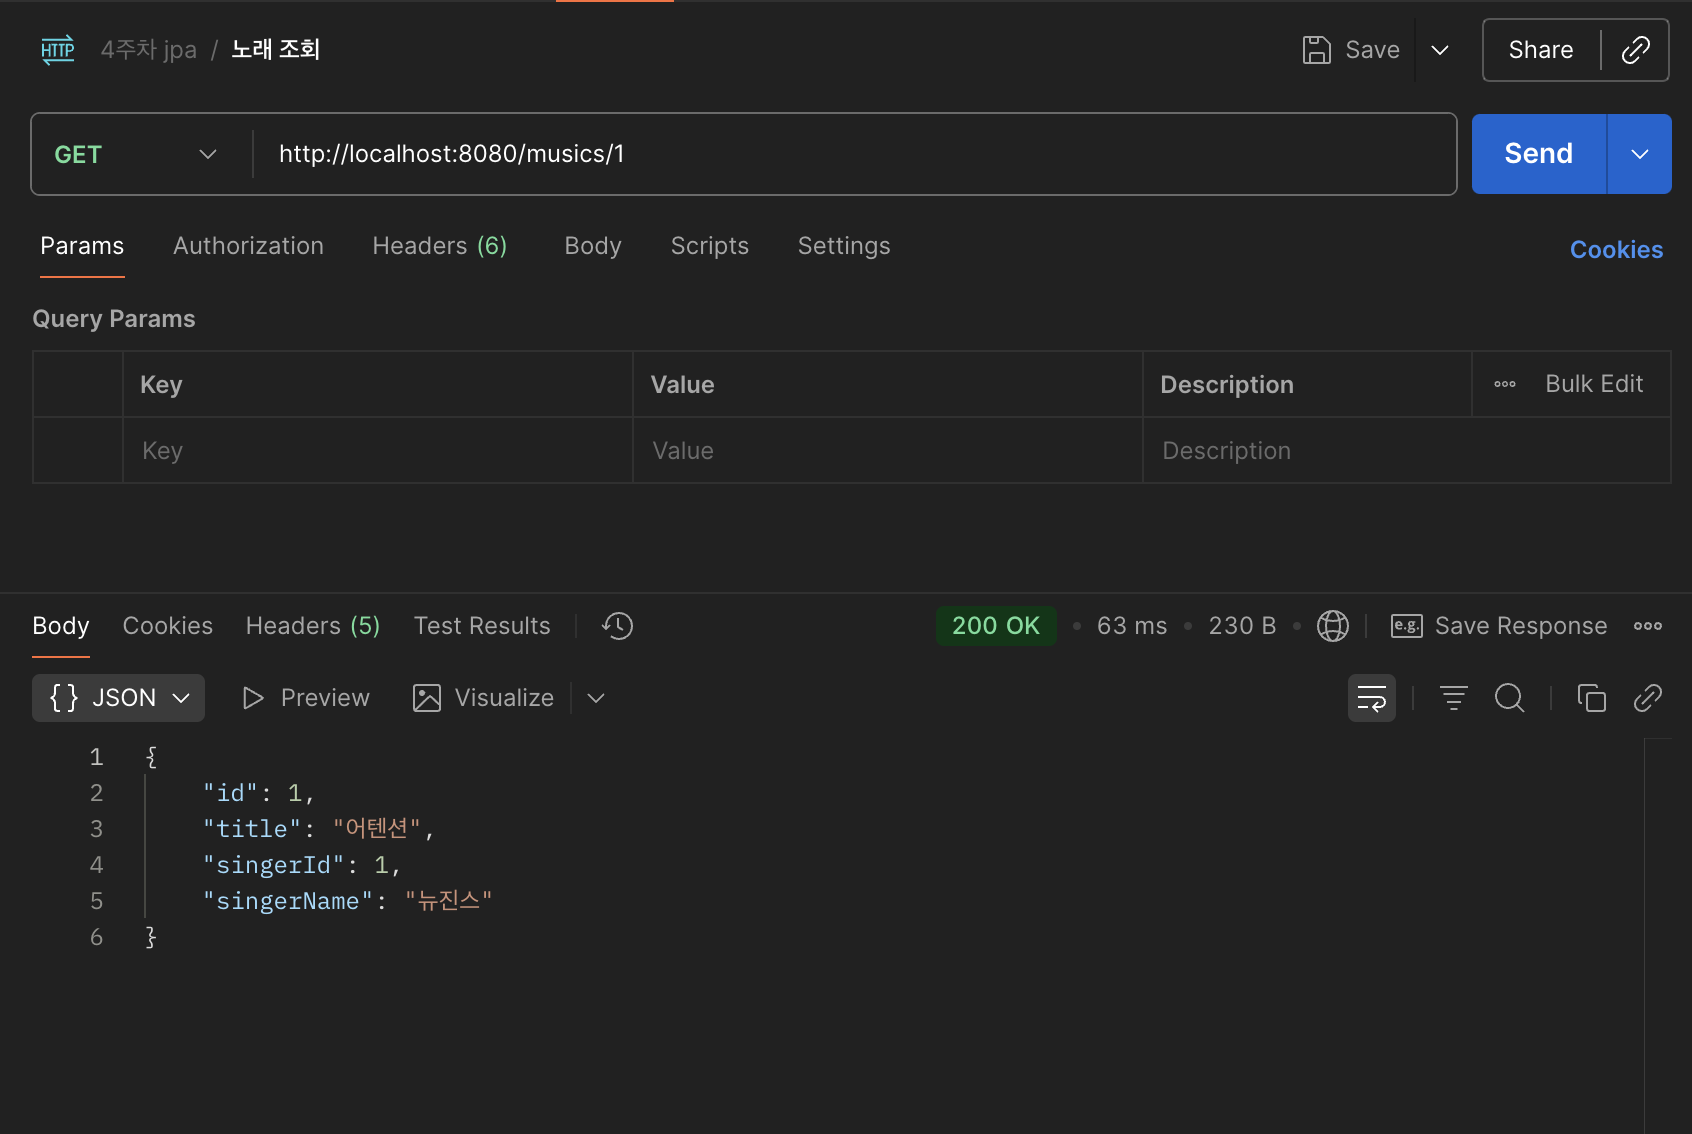 HTTP 4주차 jpa / 노래 조회 Save Share
GET http://localhost:8080/musics/1 Send
Params Authorization Headers (6) Body Scripts Settings Cookies
Query Params
Key Value Description Bulk Edit
Key Value Description
Body Cookies Headers (5) Test Results 200 OK 63 ms 230 B e.g. Save Response
{ } JSON Preview Visualize
1 {
2 "id": 1,
3 "title": "어텐션",
4 "singerId": 1,
5 "singerName": "뉴진스"
6 }